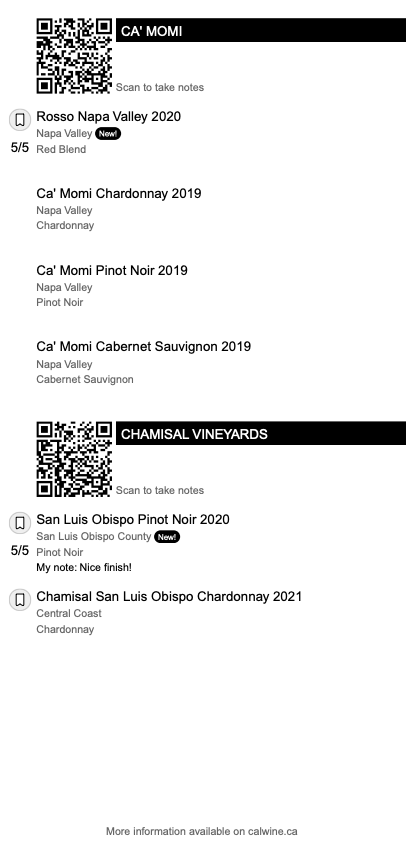 CA' MOMI
Scan to take notes
Rosso Napa Valley 2020
Napa Valley New!
5/5 Red Blend
Ca' Momi Chardonnay 2019
Napa Valley
Chardonnay
Ca' Momi Pinot Noir 2019
Napa Valley
Pinot Noir
Ca' Momi Cabernet Sauvignon 2019
Napa Valley
Cabernet Sauvignon
CHAMISAL VINEYARDS
Scan to take notes
San Luis Obispo Pinot Noir 2020
San Luis Obispo County New!
5/5 Pinot Noir
My note: Nice finish!
Chamisal San Luis Obispo Chardonnay 2021
Central Coast
Chardonnay
More information available on calwine.ca